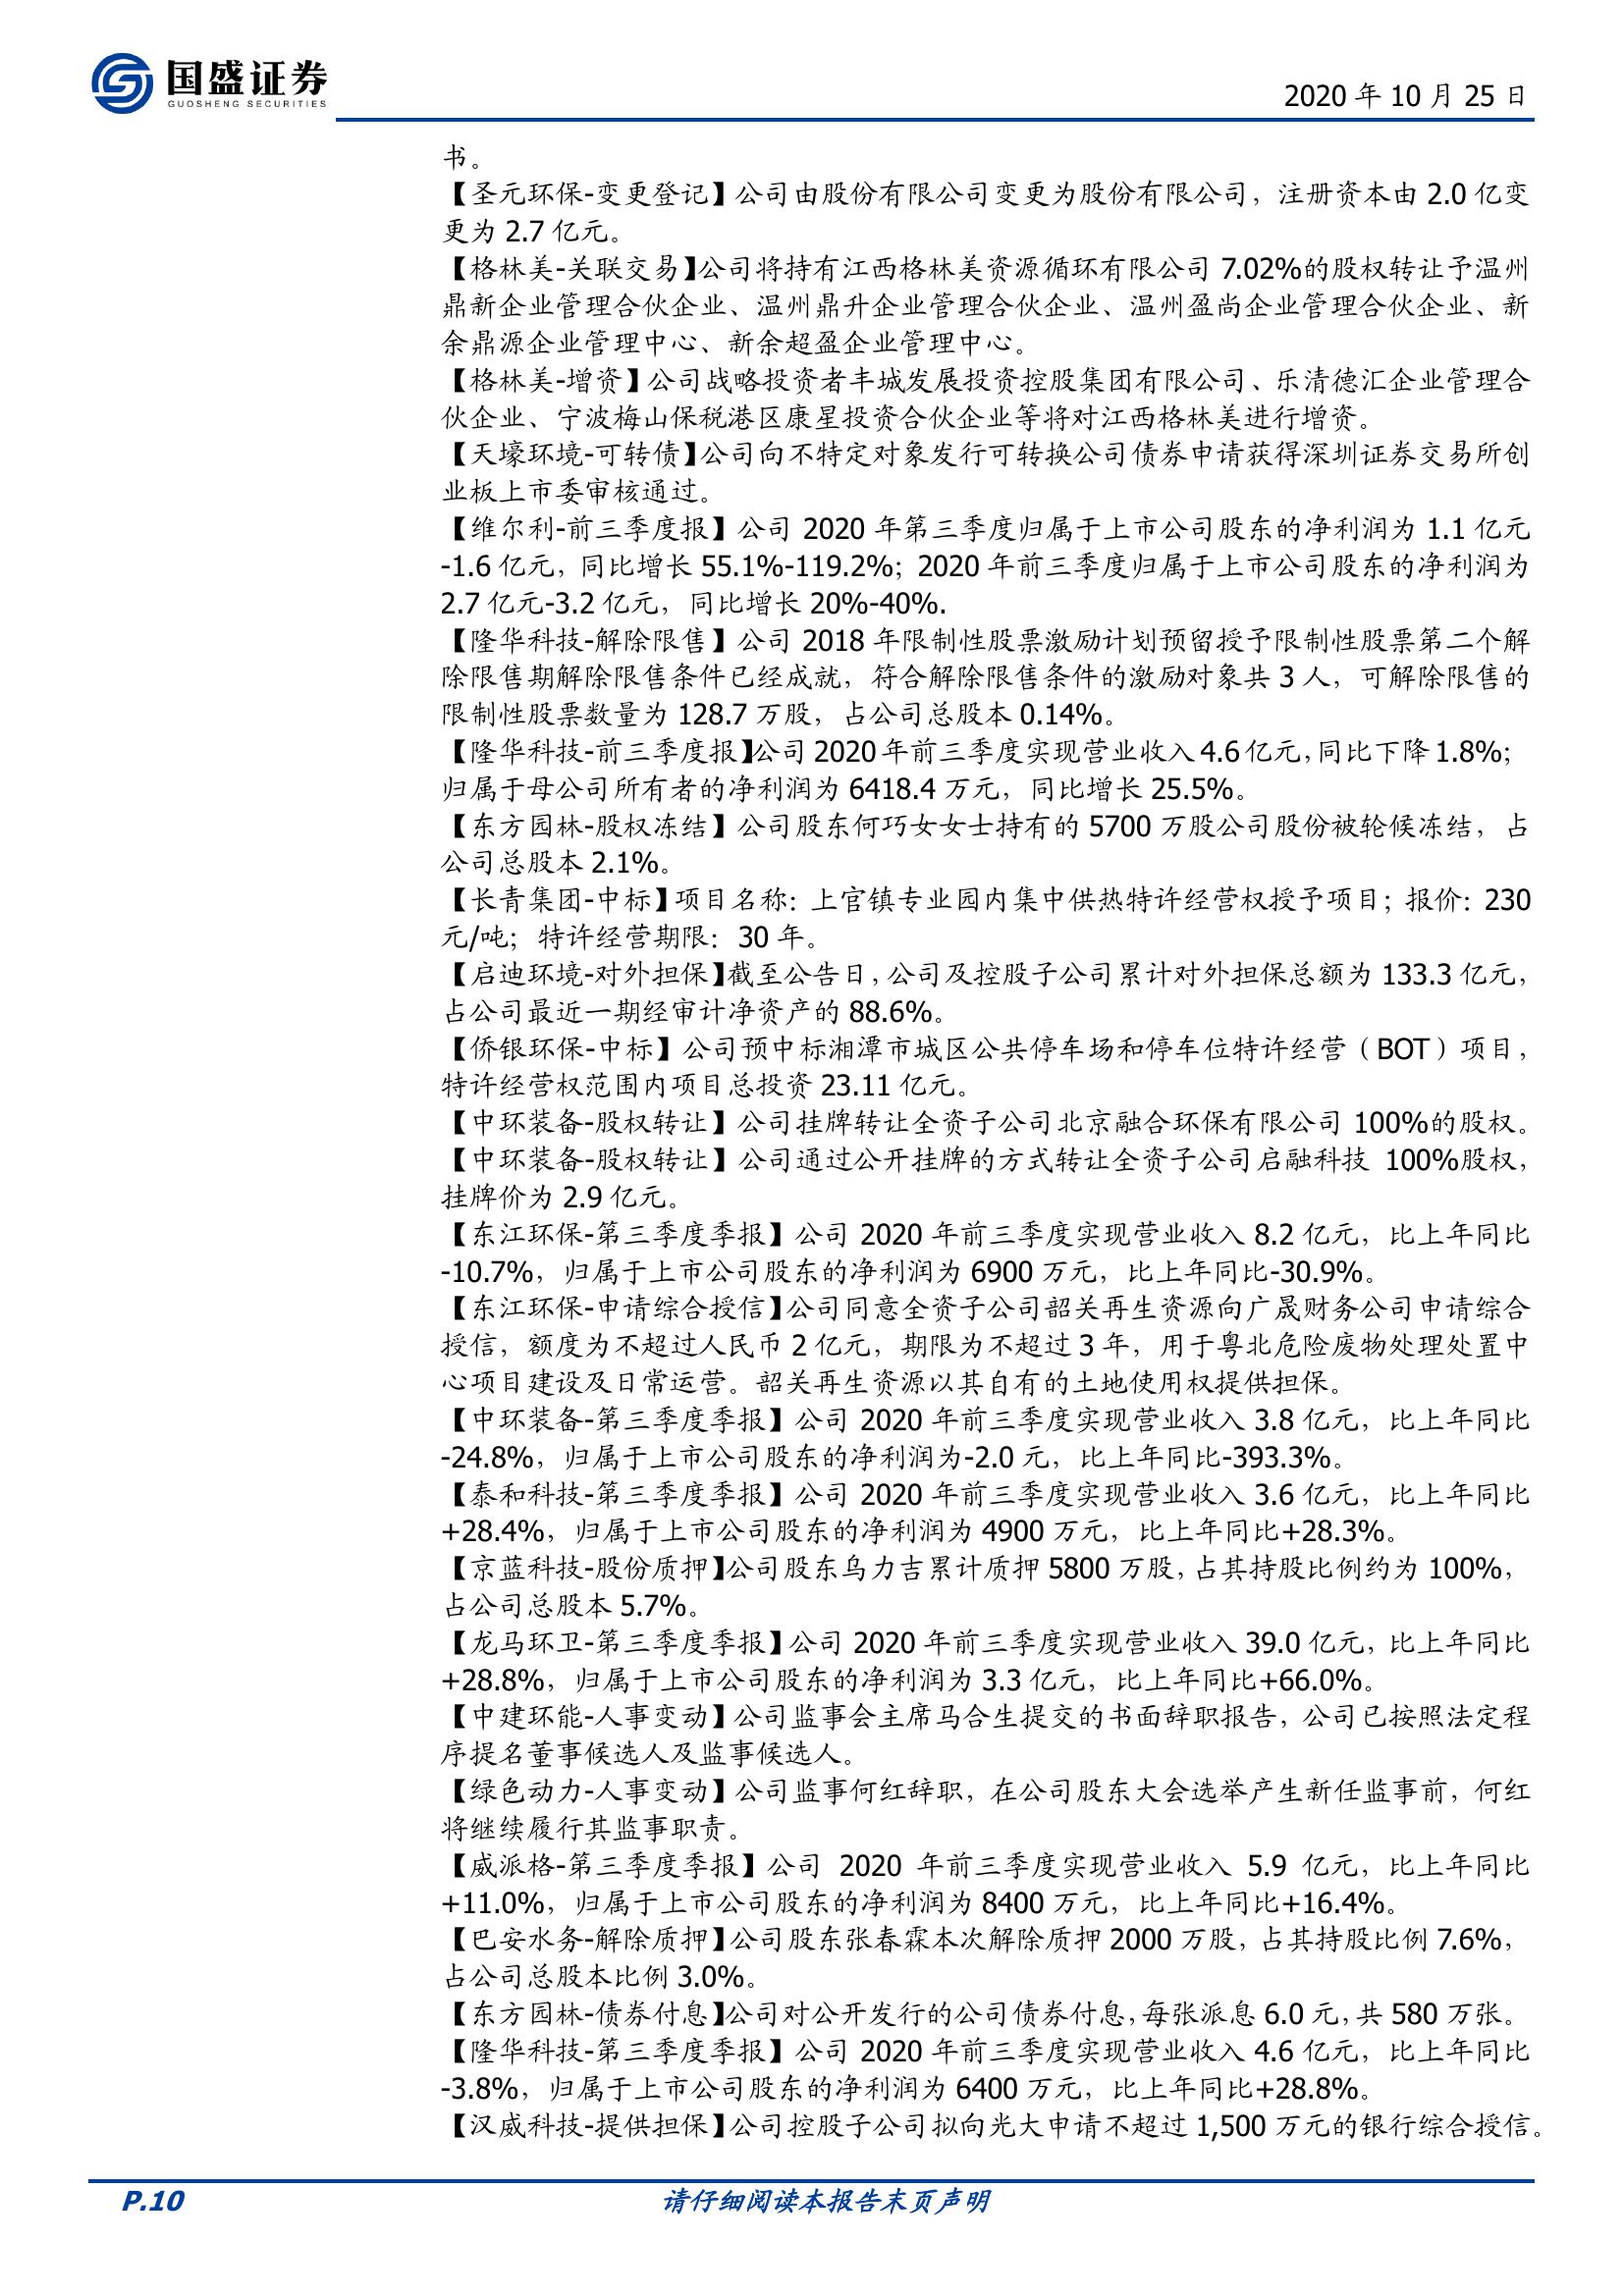 国盛证券
GUOSHENG SECURITIES
2020 年 10 月 25 日
书。
【圣元环保-变更登记】公司由股份有限公司变更为股份有限公司，注册资本由 2.0 亿变
更为 2.7 亿元。
【格林美-关联交易】公司将持有江西格林美资源循环有限公司 7.02%的股权转让予温州
鼎新企业管理合伙企业、温州鼎升企业管理合伙企业、温州盈尚企业管理合伙企业、新
余鼎源企业管理中心、新余超盈企业管理中心。
【格林美-增资】公司战略投资者丰城发展投资控股集团有限公司、乐清德汇企业管理合
伙企业、宁波梅山保税港区康星投资合伙企业等将对江西格林美进行增资。
【天壕环境-可转债】公司向不特定对象发行可转换公司债券申请获得深圳证券交易所创
业板上市委审核通过。
【维尔利-前三季度报】公司 2020 年第三季度归属于上市公司股东的净利润为 1.1 亿元
-1.6 亿元，同比增长 55.1%-119.2%；2020 年前三季度归属于上市公司股东的净利润为
2.7 亿元-3.2 亿元，同比增长 20%-40%.
【隆华科技-解除限售】公司 2018 年限制性股票激励计划预留授予限制性股票第二个解
除限售期解除限售条件已经成就，符合解除限售条件的激励对象共 3 人，可解除限售的
限制性股票数量为 128.7 万股，占公司总股本 0.14%。
【隆华科技-前三季度报】公司 2020 年前三季度实现营业收入 4.6 亿元，同比下降 1.8%；
归属于母公司所有者的净利润为 6418.4 万元，同比增长 25.5%。
【东方园林-股权冻结】公司股东何巧女女士持有的 5700 万股公司股份被轮候冻结，占
公司总股本 2.1%。
【长青集团-中标】项目名称：上官镇专业园内集中供热特许经营权授予项目；报价：230
元/吨；特许经营期限：30 年。
【启迪环境-对外担保】截至公告日，公司及控股子公司累计对外担保总额为 133.3 亿元，
占公司最近一期经审计净资产的 88.6%。
【侨银环保-中标】公司预中标湘潭市城区公共停车场和停车位特许经营（BOT）项目，
特许经营权范围内项目总投资 23.11 亿元。
【中环装备-股权转让】公司挂牌转让全资子公司北京融合环保有限公司 100%的股权。
【中环装备-股权转让】公司通过公开挂牌的方式转让全资子公司启融科技 100%股权，
挂牌价为 2.9 亿元。
【东江环保-第三季度季报】公司 2020 年前三季度实现营业收入 8.2 亿元，比上年同比
-10.7%，归属于上市公司股东的净利润为 6900 万元，比上年同比-30.9%。
【东江环保-申请综合授信】公司同意全资子公司韶关再生资源向广晟财务公司申请综合
授信，额度为不超过人民币 2 亿元，期限为不超过 3 年，用于粤北危险废物处理处置中
心项目建设及日常运营。韶关再生资源以其自有的土地使用权提供担保。
【中环装备-第三季度季报】公司 2020 年前三季度实现营业收入 3.8 亿元，比上年同比
-24.8%，归属于上市公司股东的净利润为-2.0 元，比上年同比-393.3%。
【泰和科技-第三季度季报】公司 2020 年前三季度实现营业收入 3.6 亿元，比上年同比
+28.4%，归属于上市公司股东的净利润为 4900 万元，比上年同比+28.3%。
【京蓝科技-股份质押】公司股东乌力吉累计质押 5800 万股，占其持股比例约为 100%，
占公司总股本 5.7%。
【龙马环卫-第三季度季报】公司 2020 年前三季度实现营业收入 39.0 亿元，比上年同比
+28.8%，归属于上市公司股东的净利润为 3.3 亿元，比上年同比+66.0%。
【中建环能-人事变动】公司监事会主席马合生提交的书面辞职报告，公司已按照法定程
序提名董事候选人及监事候选人。
【绿色动力-人事变动】公司监事何红辞职，在公司股东大会选举产生新任监事前，何红
将继续履行其监事职责。
【威派格-第三季度季报】公司 2020 年前三季度实现营业收入 5.9 亿元，比上年同比
+11.0%，归属于上市公司股东的净利润为 8400 万元，比上年同比+16.4%。
【巴安水务-解除质押】公司股东张春霖本次解除质押 2000 万股，占其持股比例 7.6%，
占公司总股本比例 3.0%。
【东方园林-债券付息】公司对公开发行的公司债券付息，每张派息 6.0 元，共 580 万张。
【隆华科技-第三季度季报】公司 2020 年前三季度实现营业收入 4.6 亿元，比上年同比
-3.8%，归属于上市公司股东的净利润为 6400 万元，比上年同比+28.8%。
【汉威科技-提供担保】公司控股子公司拟向光大申请不超过 1,500 万元的银行综合授信。
P.10
请仔细阅读本报告末页声明